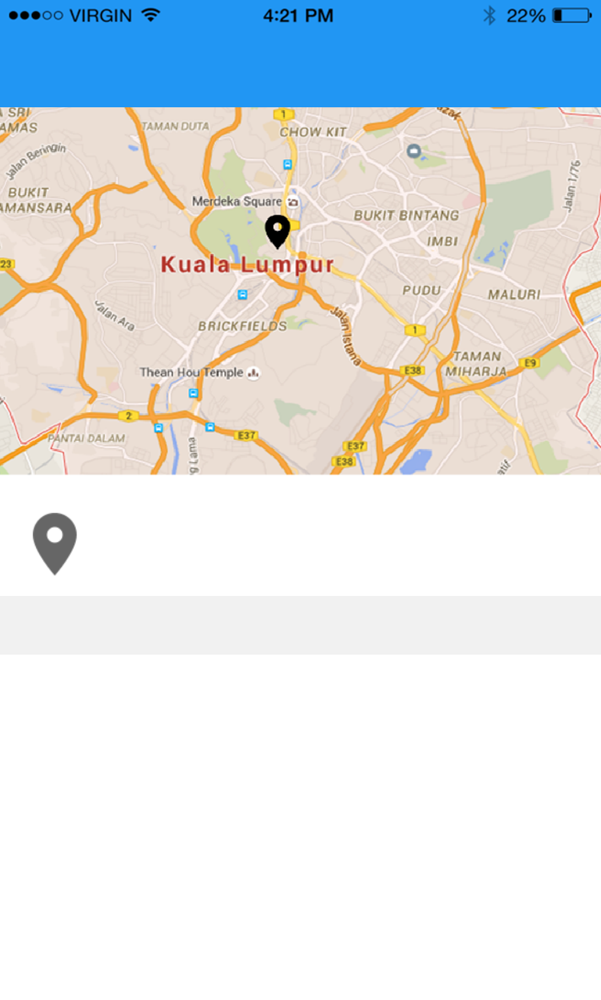 VIRGIN 4:21 PM 22%
1
TAMAN DUTA
CHOW KIT
Jalan Beringin
Jalan 1/76
BUKIT
AMANSARA
Merdeka Square
BUKIT BINTANG
IMBI
23
Kuala Lumpur
PUDU
MALURI
Jalan Ara
Jalan Istana
BRICKFIELDS
1
TAMAN
MIHARJA
E9
Thean Hou Temple
E38
2
PANTAI DALAM
E37
E37
E38
g Lama